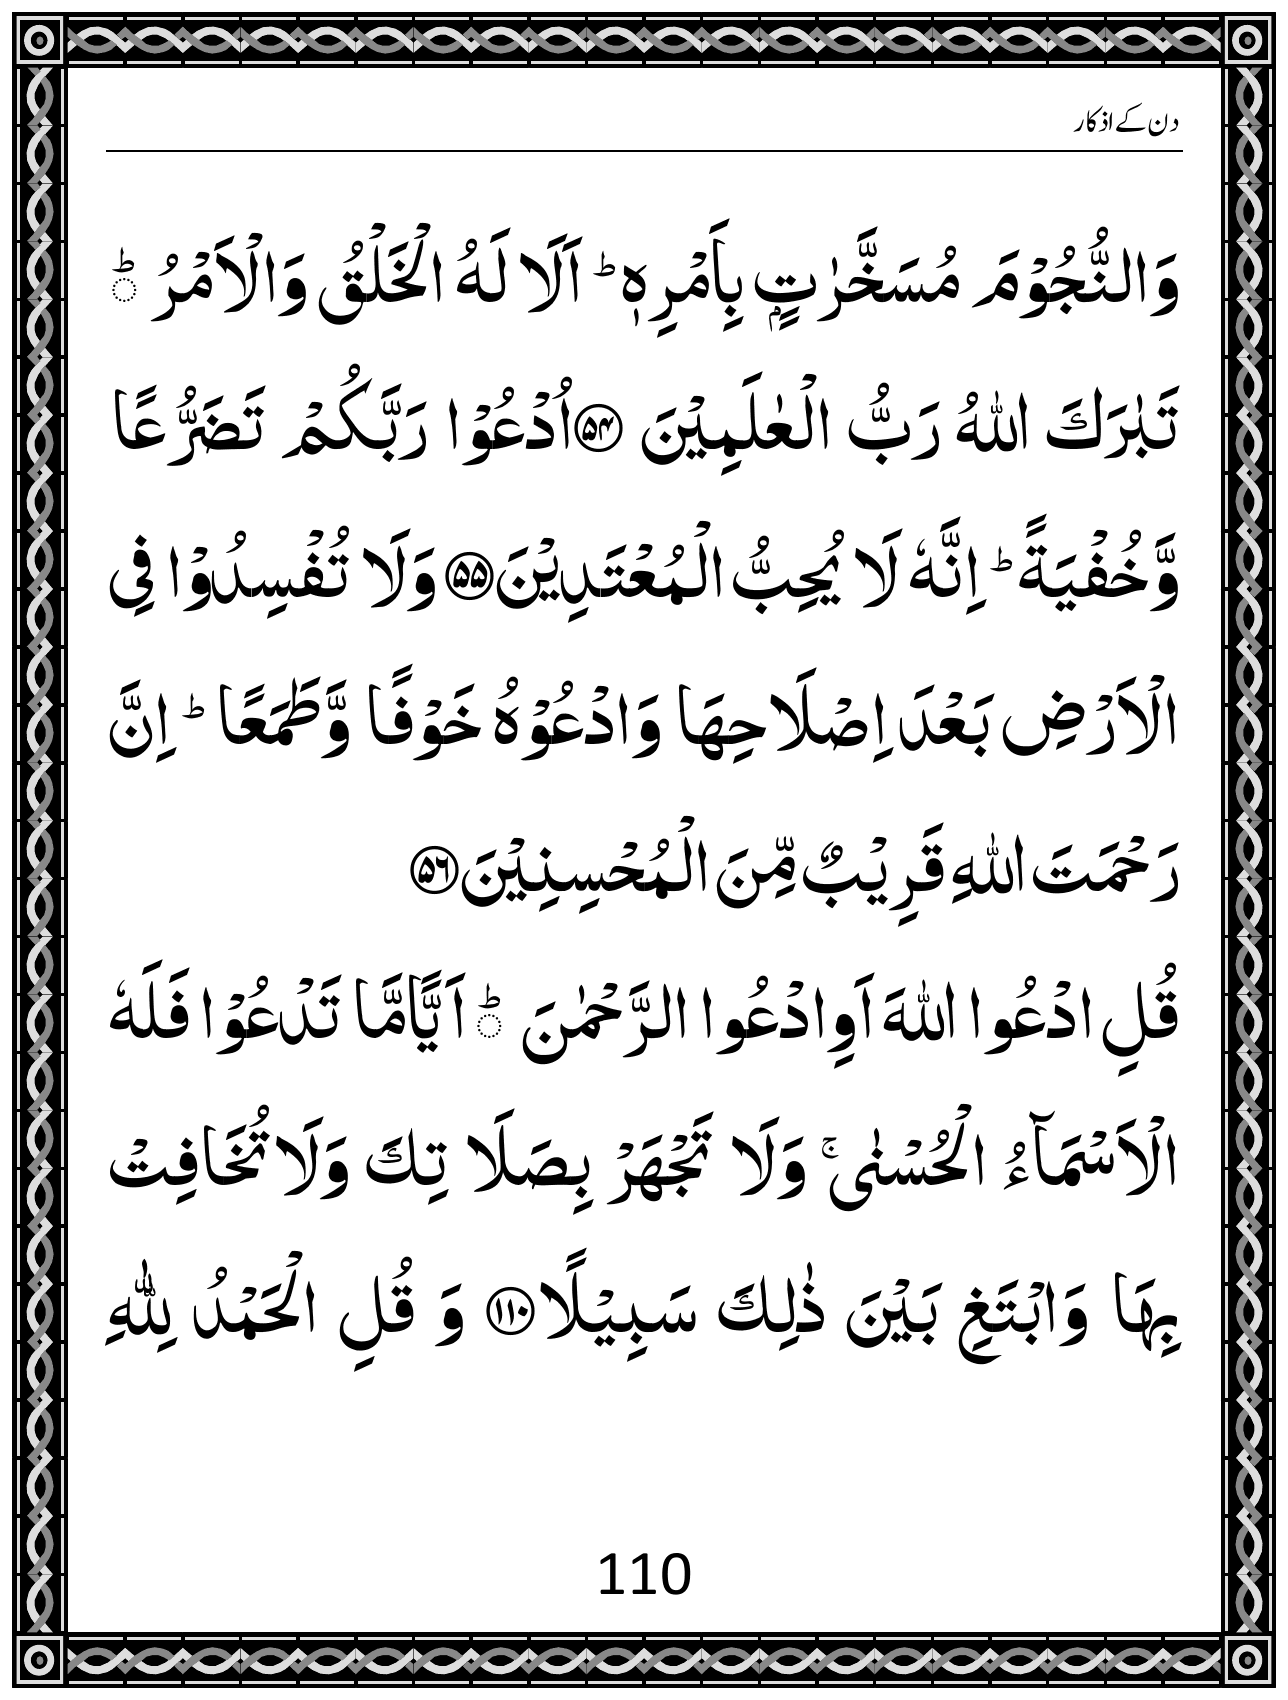 دن کے اذکار
وَالنُّجُوْمَ مُسَخَّرٰتٍۭ بِاَمْرِهٖ ؕ اَلَا لَهُ الْخَلْقُ وَالْاَمْرُ ؕ
تَبٰرَكَ اللّٰهُ رَبُّ الْعٰلَمِيْنَ ﴿۵۴﴾ اُدْعُوْا رَبَّكُمْ تَضَرُّعًا
وَّخُفْيَةً ؕ اِنَّهٗ لَا يُحِبُّ الْمُعْتَدِيْنَ ﴿۵۵﴾ وَلَا تُفْسِدُوْا فِى
الْاَرْضِ بَعْدَ اِصْلَاحِهَا وَادْعُوْهُ خَوْفًا وَّطَمَعًا ؕ اِنَّ
رَحْمَتَ اللّٰهِ قَرِيْبٌ مِّنَ الْمُحْسِنِيْنَ ﴿۵۶﴾
قُلِ ادْعُوا اللّٰهَ اَوِادْعُوا الرَّحْمٰنَ ؕ اَيًّامَّا تَدْعُوْا فَلَهٗ
الْاَسْمَآءُ الْحُسْنٰى ۚ وَلَا تَجْهَرْ بِصَلَا تِكَ وَلَا تُخَافِتْ
بِهَا وَابْتَغِ بَيْنَ ذٰلِكَ سَبِيْلًا ﴿۱۱۰﴾ وَ قُلِ الْحَمْدُ لِلّٰهِ
110